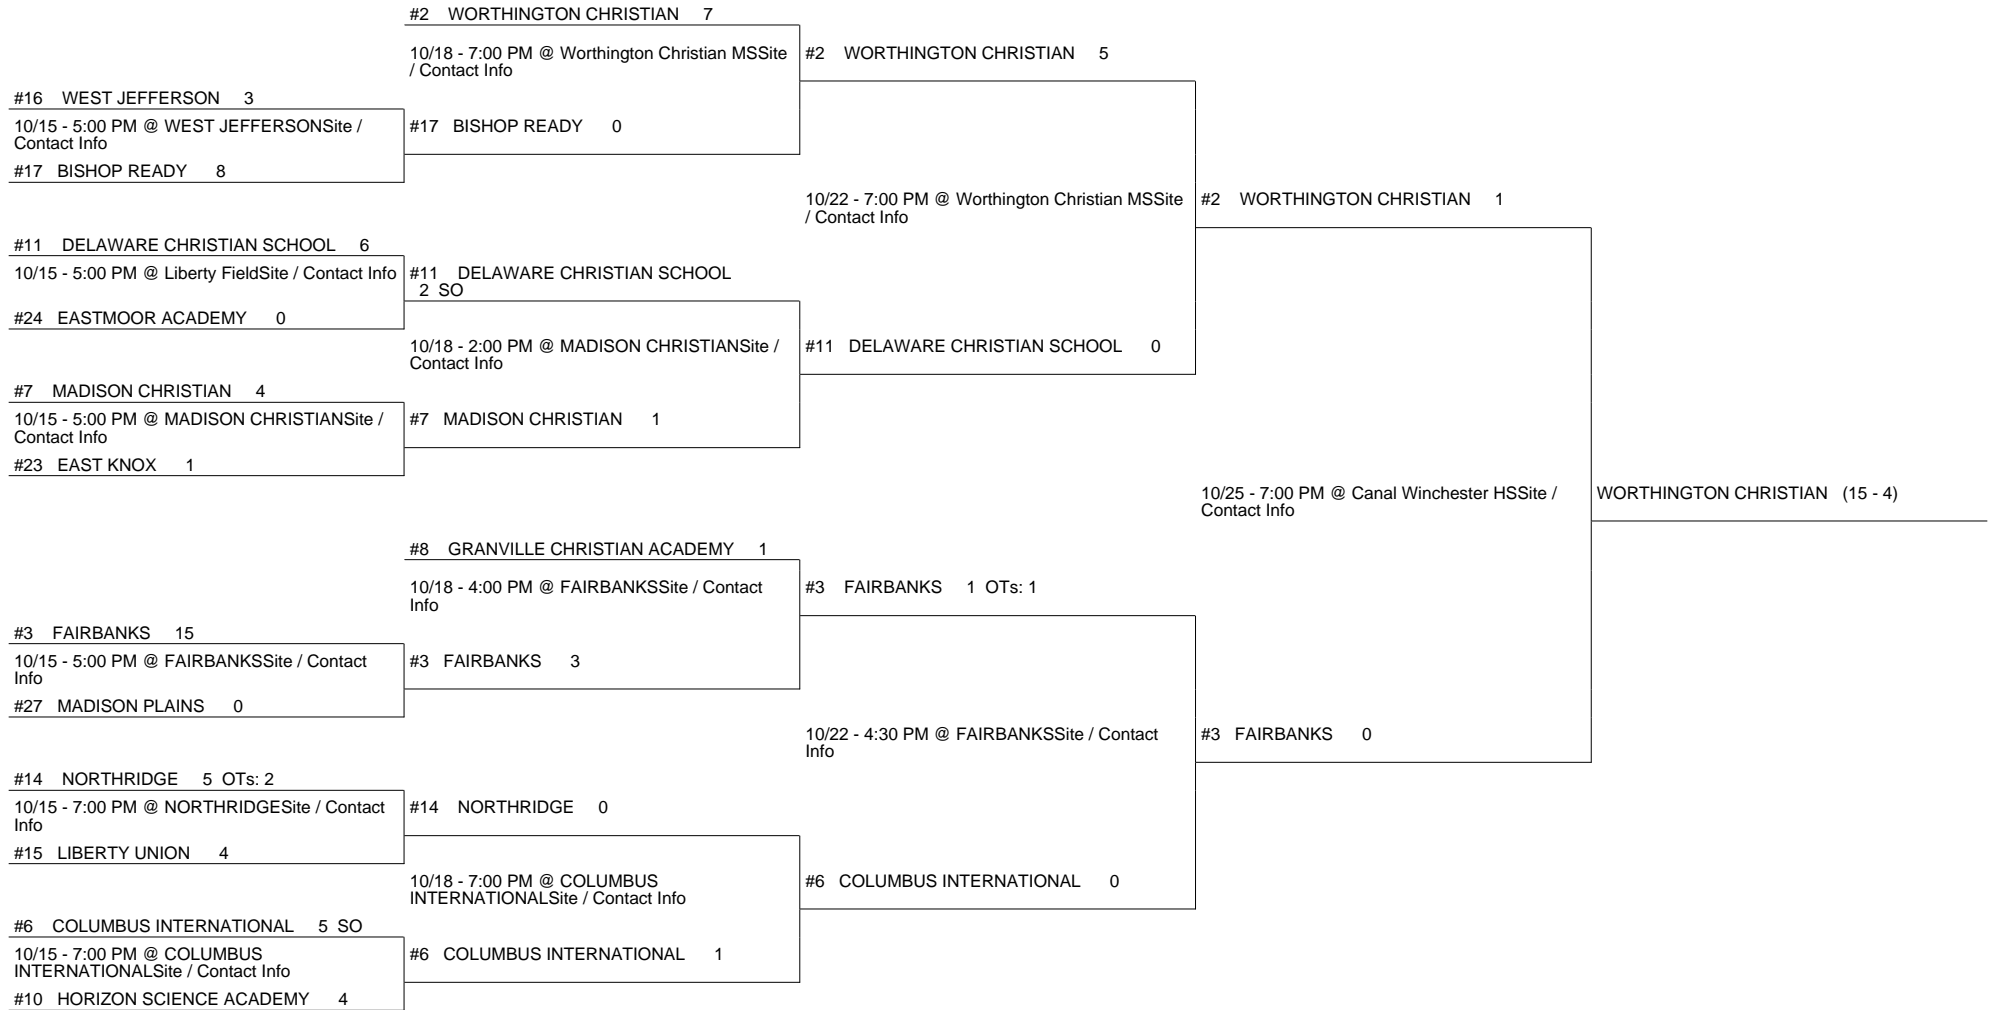 #2 WORTHINGTON CHRISTIAN 7
10/18 - 7:00 PM @ Worthington Christian MSSite
/ Contact Info
#2 WORTHINGTON CHRISTIAN 5
#16 WEST JEFFERSON 3
10/15 - 5:00 PM @ WEST JEFFERSONSite /
Contact Info
#17 BISHOP READY 0
#17 BISHOP READY 8
10/22 - 7:00 PM @ Worthington Christian MSSite
/ Contact Info
#2 WORTHINGTON CHRISTIAN 1
#11 DELAWARE CHRISTIAN SCHOOL 6
10/15 - 5:00 PM @ Liberty FieldSite / Contact Info
#11 DELAWARE CHRISTIAN SCHOOL
2 SO
#24 EASTMOOR ACADEMY 0
10/18 - 2:00 PM @ MADISON CHRISTIANSite /
Contact Info
#11 DELAWARE CHRISTIAN SCHOOL 0
#7 MADISON CHRISTIAN 4
10/15 - 5:00 PM @ MADISON CHRISTIANSite /
Contact Info
#7 MADISON CHRISTIAN 1
#23 EAST KNOX 1
10/25 - 7:00 PM @ Canal Winchester HSSite /
Contact Info
WORTHINGTON CHRISTIAN (15 - 4)
#8 GRANVILLE CHRISTIAN ACADEMY 1
10/18 - 4:00 PM @ FAIRBANKSSite / Contact
Info
#3 FAIRBANKS 1 OTs: 1
#3 FAIRBANKS 15
10/15 - 5:00 PM @ FAIRBANKSSite / Contact
Info
#3 FAIRBANKS 3
#27 MADISON PLAINS 0
10/22 - 4:30 PM @ FAIRBANKSSite / Contact
Info
#3 FAIRBANKS 0
#14 NORTHRIDGE 5 OTs: 2
10/15 - 7:00 PM @ NORTHRIDGESite / Contact
Info
#14 NORTHRIDGE 0
#15 LIBERTY UNION 4
10/18 - 7:00 PM @ COLUMBUS
INTERNATIONALSite / Contact Info
#6 COLUMBUS INTERNATIONAL 0
#6 COLUMBUS INTERNATIONAL 5 SO
10/15 - 7:00 PM @ COLUMBUS
INTERNATIONALSite / Contact Info
#6 COLUMBUS INTERNATIONAL 1
#10 HORIZON SCIENCE ACADEMY 4